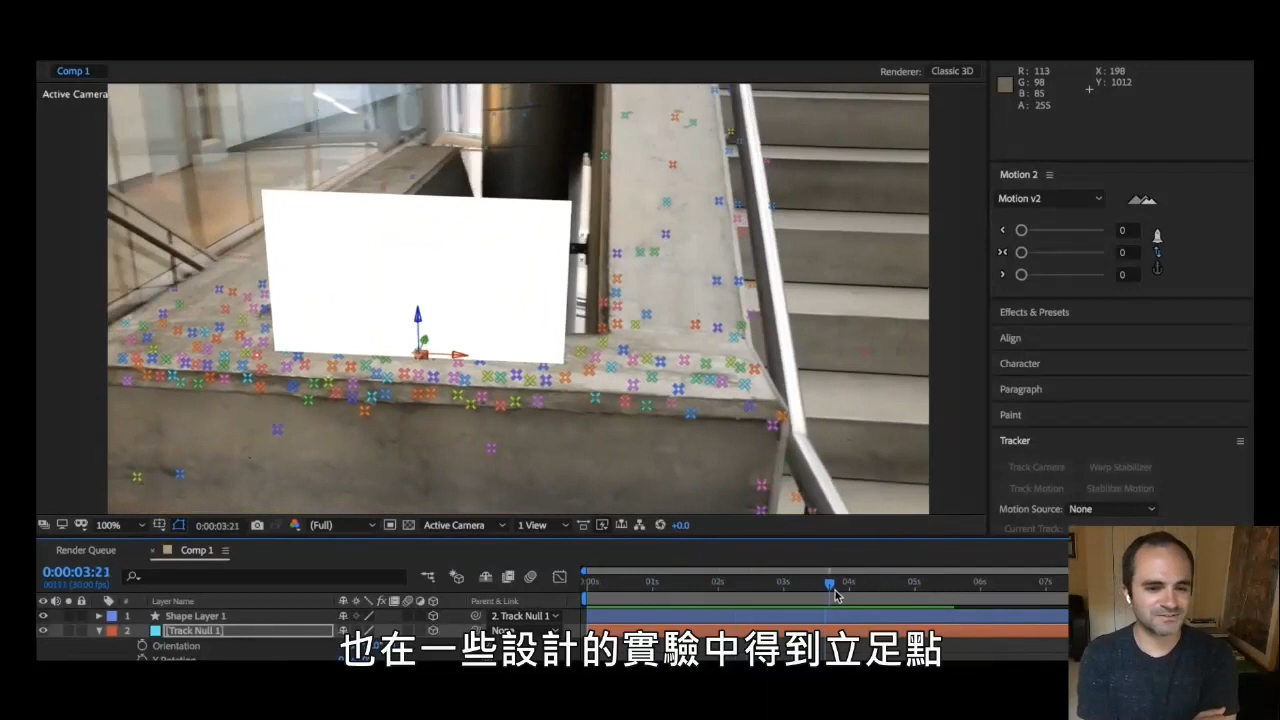 Comp 1
Renderer: Classic 3D
Active Camera
R: 113
G: 98
B: 85
A: 255
X: 198
Y: 1012
Motion 2
Motion v2
0
0
0
Effects & Presets
Align
Character
Paragraph
Paint
Tracker
Track Camera Warp Stabilizer
Track Motion Stabilize Motion
Motion Source: None
Current Track:
100% 0:00:03:21 (Full) Active Camera 1 View +0.0
Render Queue × Comp 1
0:00:03:21
00111 (30.00 fps)
:00s 01s 02s 03s 04s 05s 06s 07s
# Layer Name Parent & Link
1 Shape Layer 1 2. Track Null 1
2 [Track Null 1] None
Orientation
X Rotation
也在一些設計的實驗中得到立足點